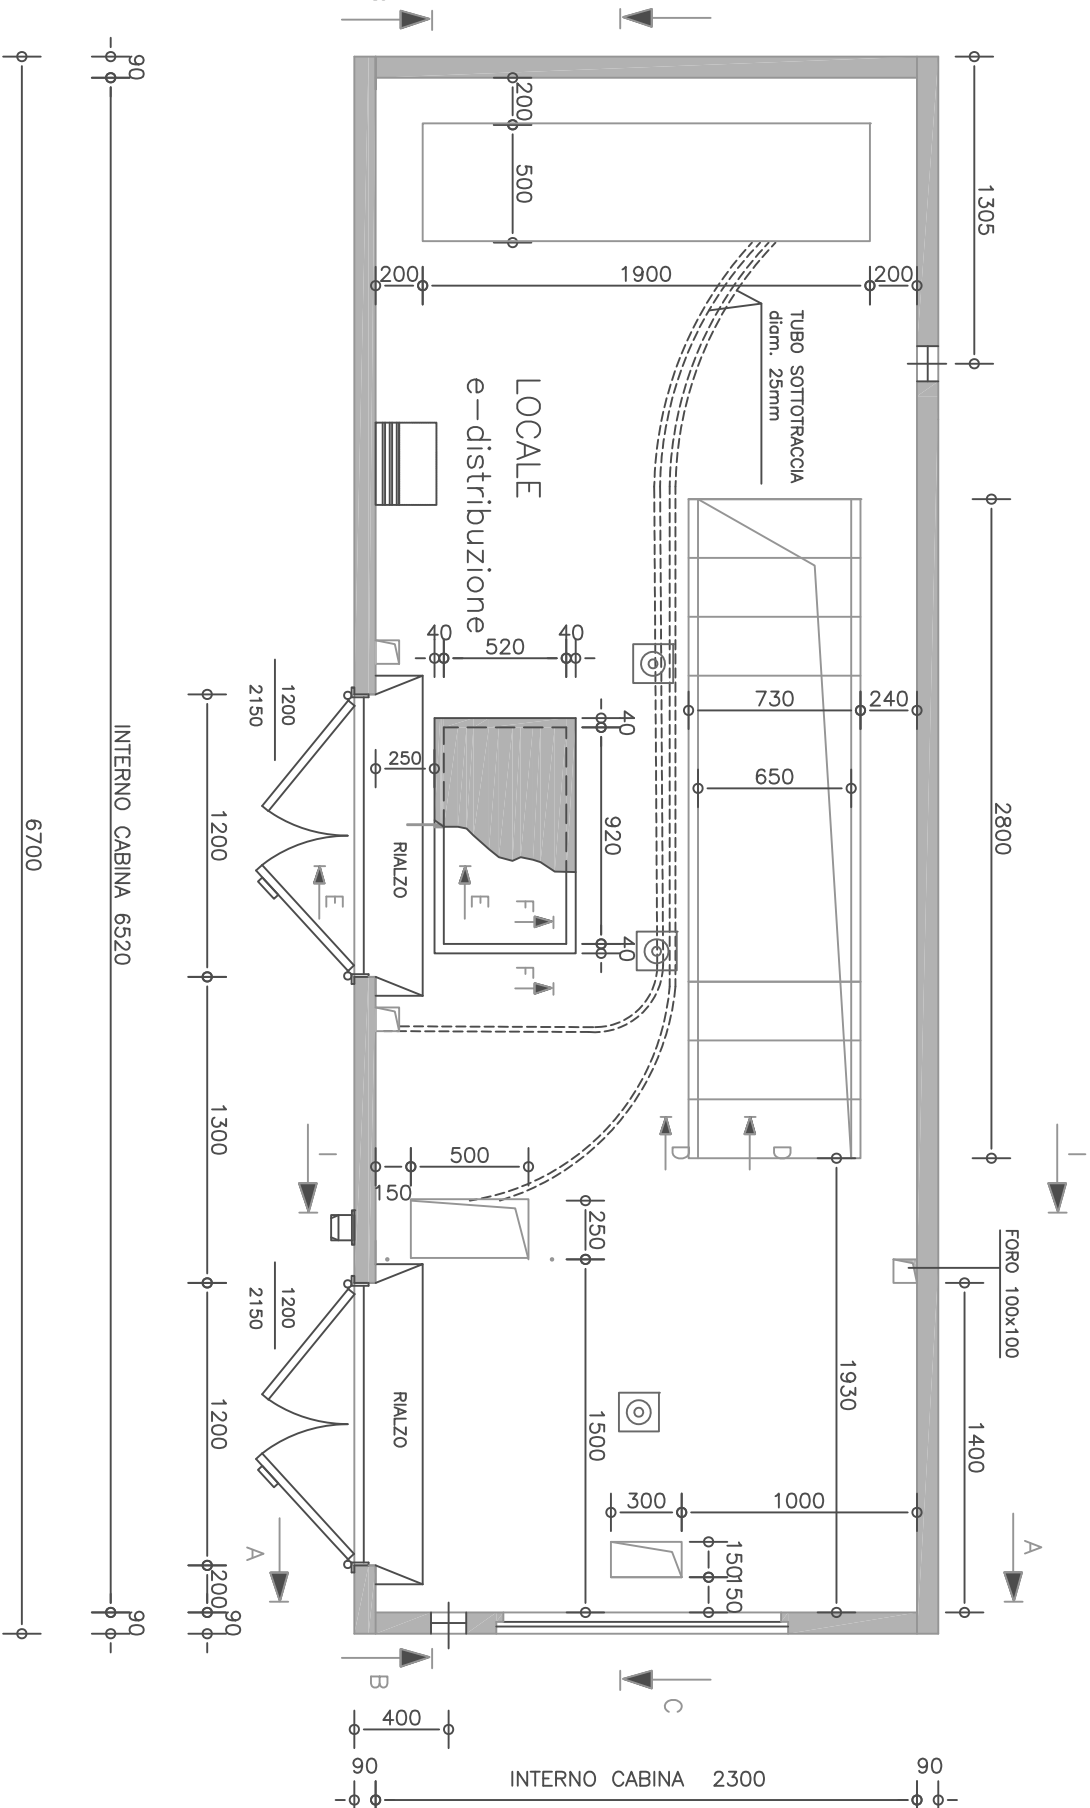 90
1305
200
500
200
1900
200
TUBO SOTTOTRACCIA
diam. 25mm
LOCALE
e-distribuzione
40
520
40
1200
2150
730
240
40
250
650
920
2800
INTERNO CABINA 6520
6700
1200
RIALZO
E
E
F
40
F
1300
I
500
D
D
I
150
250
FORO 100x100
1200
2150
1200
RIALZO
1500
1930
1400
300
1000
A
150
150
A
200
90
90
B
C
400
90
INTERNO CABINA 2300
90